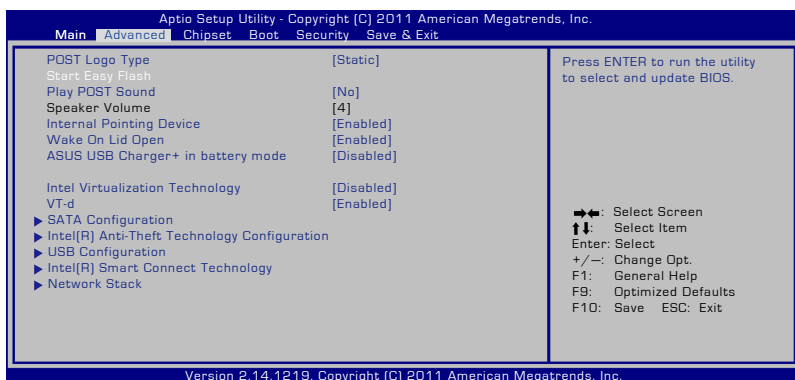 Aptio Setup Utility - Copyright (C) 2011 American Megatrends, Inc.
Main Advanced Chipset Boot Security Save & Exit
POST Logo Type [Static]
Start Easy Flash
Play POST Sound [No]
Speaker Volume [4]
Internal Pointing Device [Enabled]
Wake On Lid Open [Enabled]
ASUS USB Charger+ in battery mode [Disabled]
Intel Virtualization Technology [Disabled]
VT-d [Enabled]
SATA Configuration
Intel(R) Anti-Theft Technology Configuration
USB Configuration
Intel(R) Smart Connect Technology
Network Stack
Press ENTER to run the utility
to select and update BIOS.
→←: Select Screen
↑↓: Select Item
Enter: Select
+/—: Change Opt.
F1: General Help
F9: Optimized Defaults
F10: Save ESC: Exit
Version 2.14.1219. Copyright (C) 2011 American Megatrends, Inc.